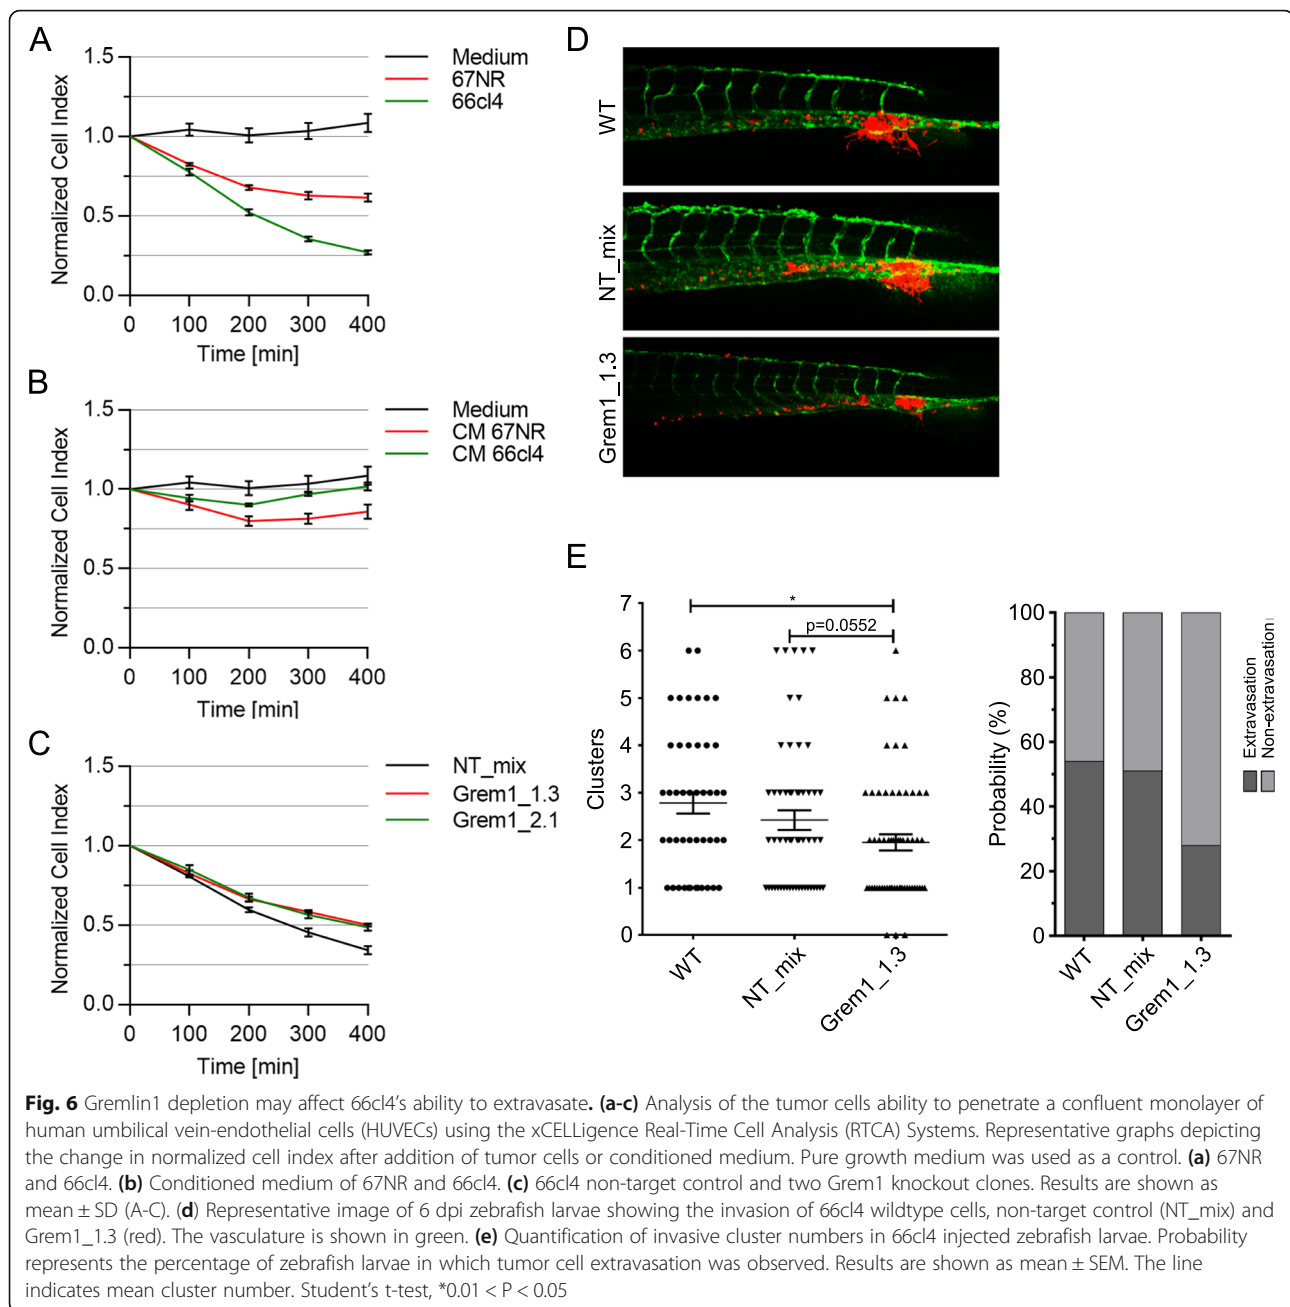 A
1.5
1.0
0.5
0.0
Normalized Cell Index
0 100 200 300 400
Time [min]
Medium
67NR
66cl4
B
1.5
1.0
0.5
0.0
Normalized Cell Index
0 100 200 300 400
Time [min]
Medium
CM 67NR
CM 66cl4
C
1.5
1.0
0.5
0.0
Normalized Cell Index
0 100 200 300 400
Time [min]
NT_mix
Grem1_1.3
Grem1_2.1
D
WT
NT_mix
Grem1_1.3
E
7
6
5
4
3
2
1
0
Clusters
*
p=0.0552
WT
NT_mix
Grem1_1.3
100
80
60
40
20
0
Probability (%)
WT
NT_mix
Grem1_1.3
Extravasation
Non-extravasation
Fig. 6 Gremlin1 depletion may affect 66cl4's ability to extravasate. (a-c) Analysis of the tumor cells ability to penetrate a confluent monolayer of
human umbilical vein-endothelial cells (HUVECs) using the xCELLigence Real-Time Cell Analysis (RTCA) Systems. Representative graphs depicting
the change in normalized cell index after addition of tumor cells or conditioned medium. Pure growth medium was used as a control. (a) 67NR
and 66cl4. (b) Conditioned medium of 67NR and 66cl4. (c) 66cl4 non-target control and two Grem1 knockout clones. Results are shown as
mean ± SD (A-C). (d) Representative image of 6 dpi zebrafish larvae showing the invasion of 66cl4 wildtype cells, non-target control (NT_mix) and
Grem1_1.3 (red). The vasculature is shown in green. (e) Quantification of invasive cluster numbers in 66cl4 injected zebrafish larvae. Probability
represents the percentage of zebrafish larvae in which tumor cell extravasation was observed. Results are shown as mean ± SEM. The line
indicates mean cluster number. Student's t-test, *0.01 < P < 0.05